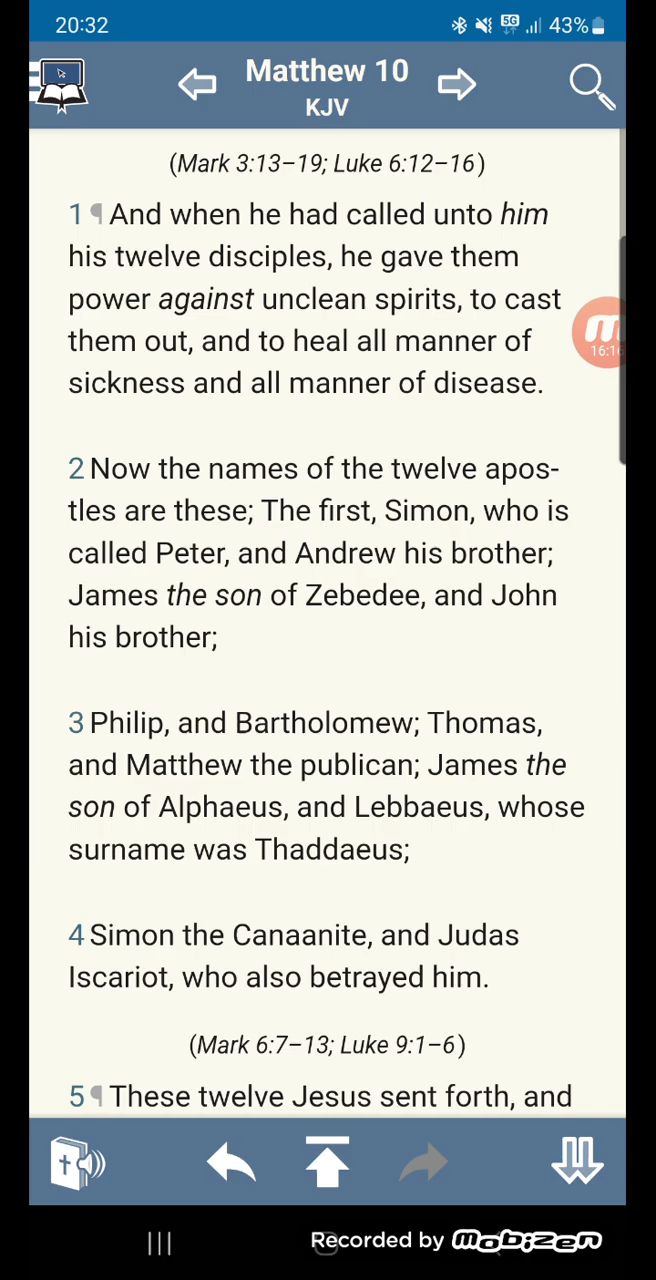 20:32
5G 43%
Matthew 10
KJV
(Mark 3:13–19; Luke 6:12–16)
1 ¶ And when he had called unto him
his twelve disciples, he gave them
power against unclean spirits, to cast
them out, and to heal all manner of
sickness and all manner of disease.
16:16
2 Now the names of the twelve apos-
tles are these; The first, Simon, who is
called Peter, and Andrew his brother;
James the son of Zebedee, and John
his brother;
3 Philip, and Bartholomew; Thomas,
and Matthew the publican; James the
son of Alphaeus, and Lebbaeus, whose
surname was Thaddaeus;
4 Simon the Canaanite, and Judas
Iscariot, who also betrayed him.
(Mark 6:7–13; Luke 9:1–6)
5 ¶ These twelve Jesus sent forth, and
Recorded by mobizen